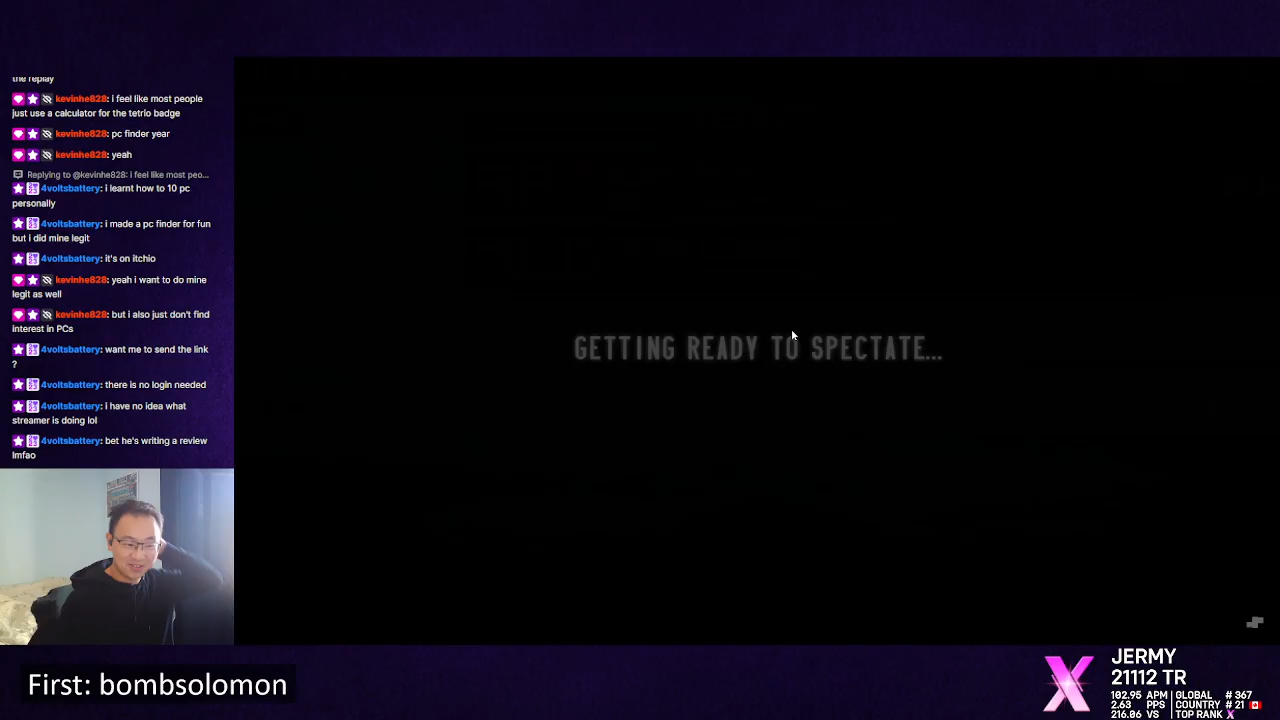 the replay
kevinhe828: i feel like most people
just use a calculator for the tetrio badge
kevinhe828: pc finder year
kevinhe828: yeah
Replying to @kevinhe828: i feel like most peo...
4voltsbattery: i learnt how to 10 pc
personally
4voltsbattery: i made a pc finder for fun
but i did mine legit
4voltsbattery: it's on itchio
kevinhe828: yeah i want to do mine
legit as well
kevinhe828: but i also just don't find
interest in PCs
4voltsbattery: want me to send the link
?
4voltsbattery: there is no login needed
4voltsbattery: i have no idea what
streamer is doing lol
4voltsbattery: bet he's writing a review
lmfao
GETTING READY TO SPECTATE...
First: bombsolomon
X
JERMY
21112 TR
102.95 APM | GLOBAL # 367
2.63 PPS | COUNTRY # 21
216.06 VS | TOP RANK X